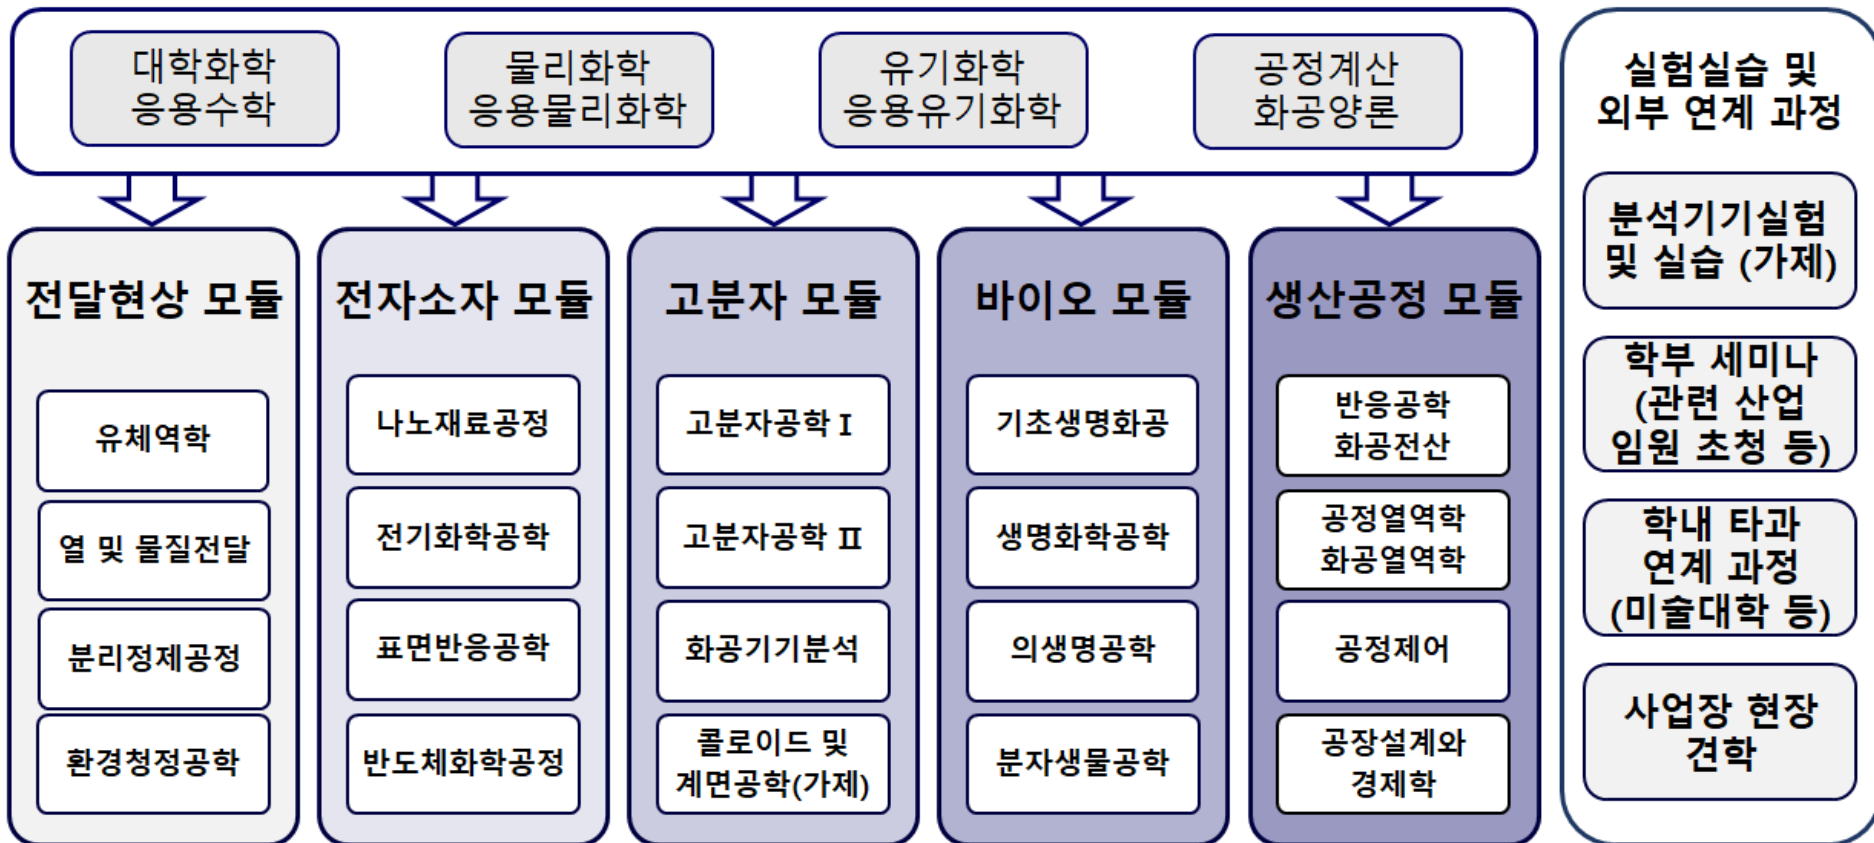 대학화학
응용수학
물리화학
응용물리화학
유기화학
응용유기화학
공정계산
화공양론
전달현상 모듈
유체역학
열 및 물질전달
분리정제공정
환경청정공학
전자소자 모듈
나노재료공정
전기화학공학
표면반응공학
반도체화학공정
고분자 모듈
고분자공학 I
고분자공학 II
화공기기분석
콜로이드 및
계면공학(가제)
바이오 모듈
기초생명화공
생명화학공학
의생명공학
분자생물공학
생산공정 모듈
반응공학
화공전산
공정열역학
화공열역학
공정제어
공장설계와
경제학
실험실습 및
외부 연계 과정
분석기기실험
및 실습 (가제)
학부 세미나
(관련 산업
임원 초청 등)
학내 타과
연계 과정
(미술대학 등)
사업장 현장
견학